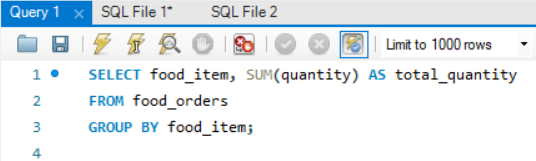 Query 1 SQL File 1* SQL File 2
Limit to 1000 rows
1 SELECT food_item, SUM(quantity) AS total_quantity
2 FROM food_orders
3 GROUP BY food_item;
4